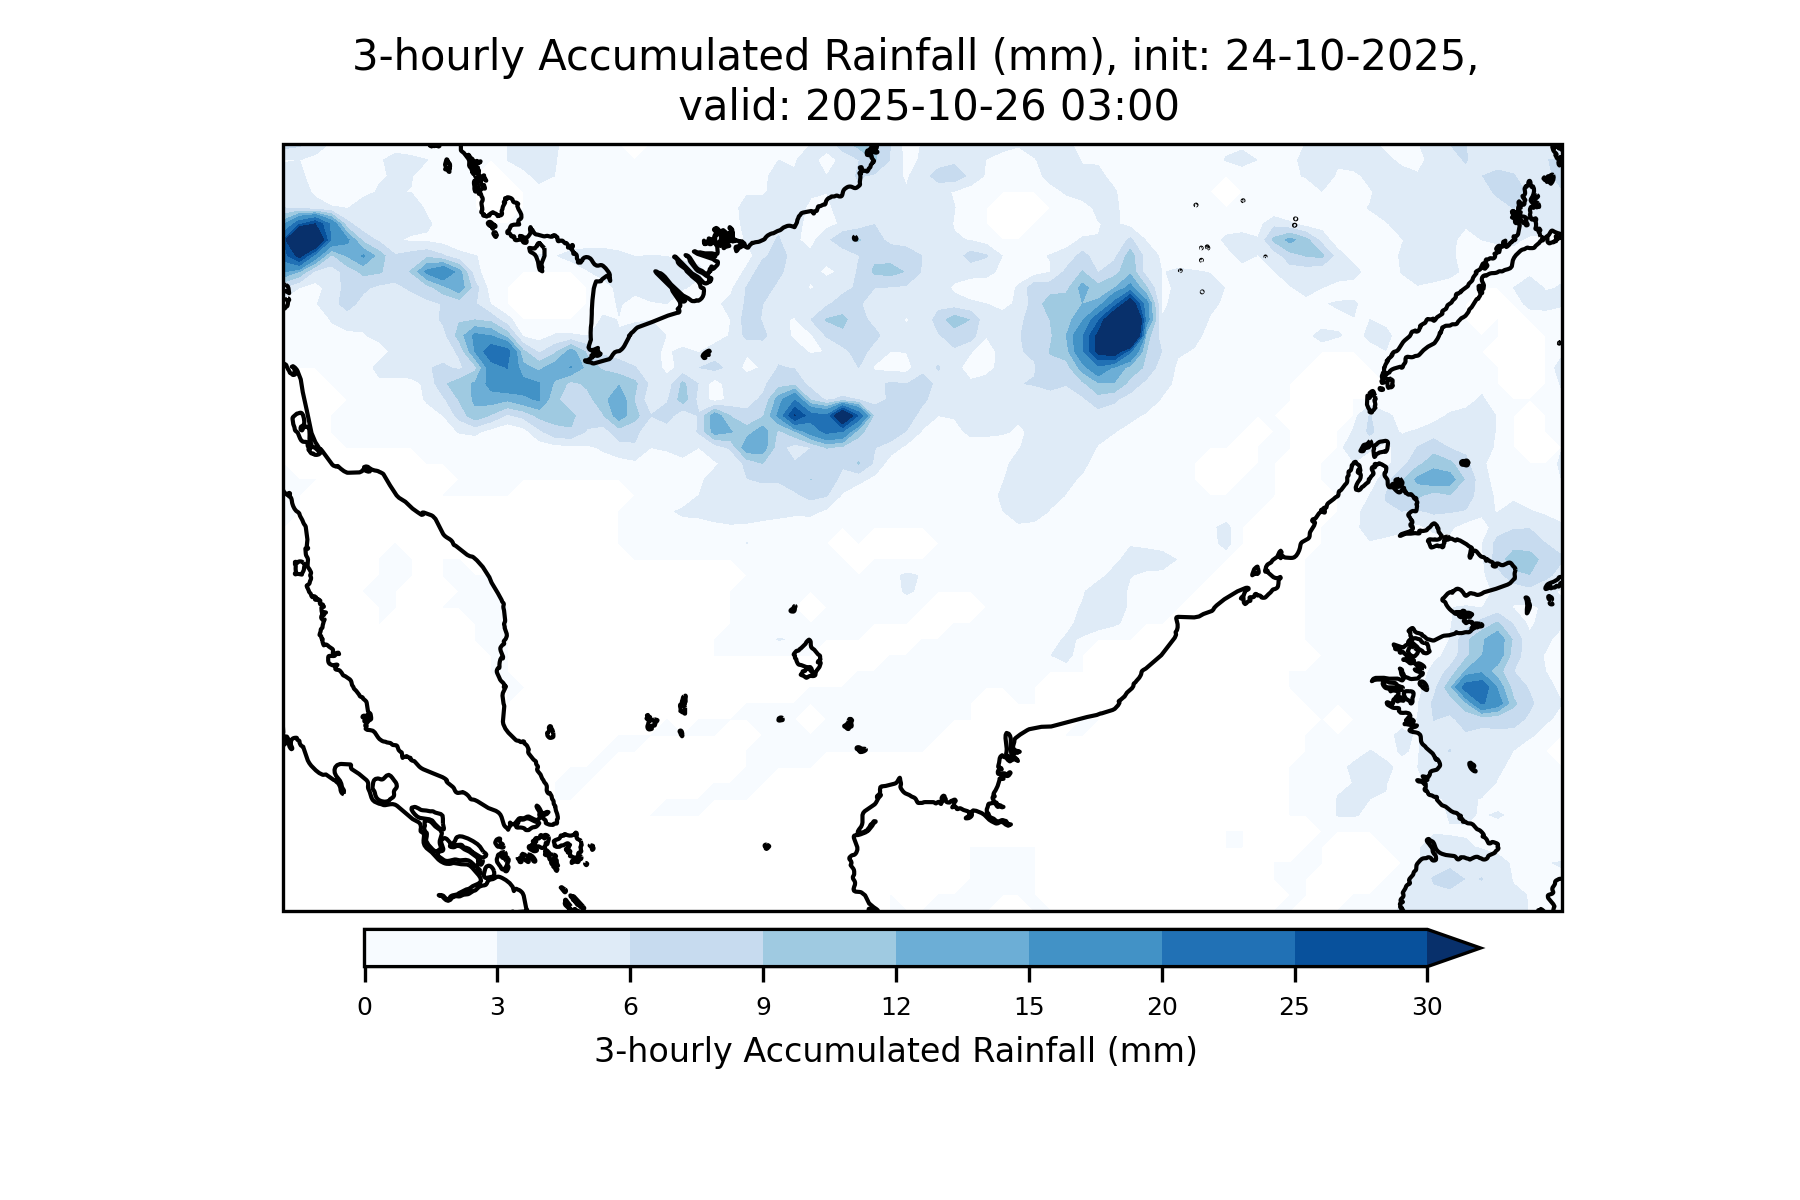 3-hourly Accumulated Rainfall (mm), init: 24-10-2025,
valid: 2025-10-26 03:00
0 3 6 9 12 15 20 25 30
3-hourly Accumulated Rainfall (mm)